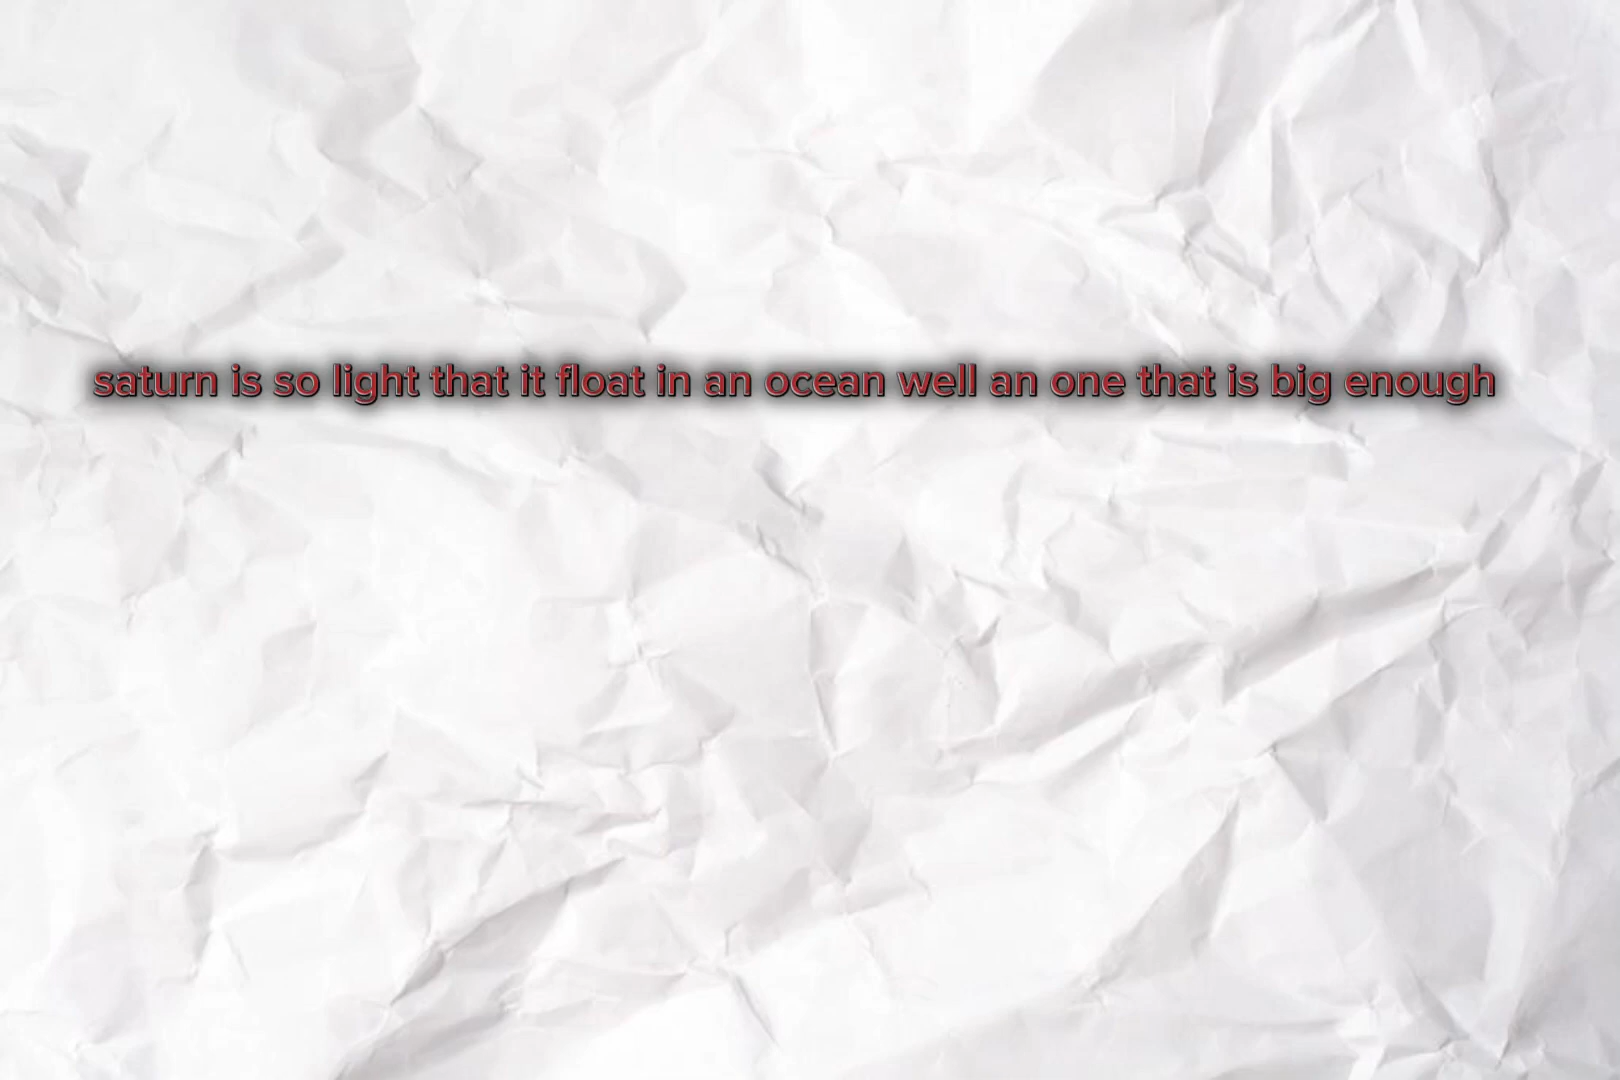 saturn is so light that it float in an ocean well an one that is big enough